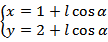 {x = 1 + l cos α
y = 2 + l cos α